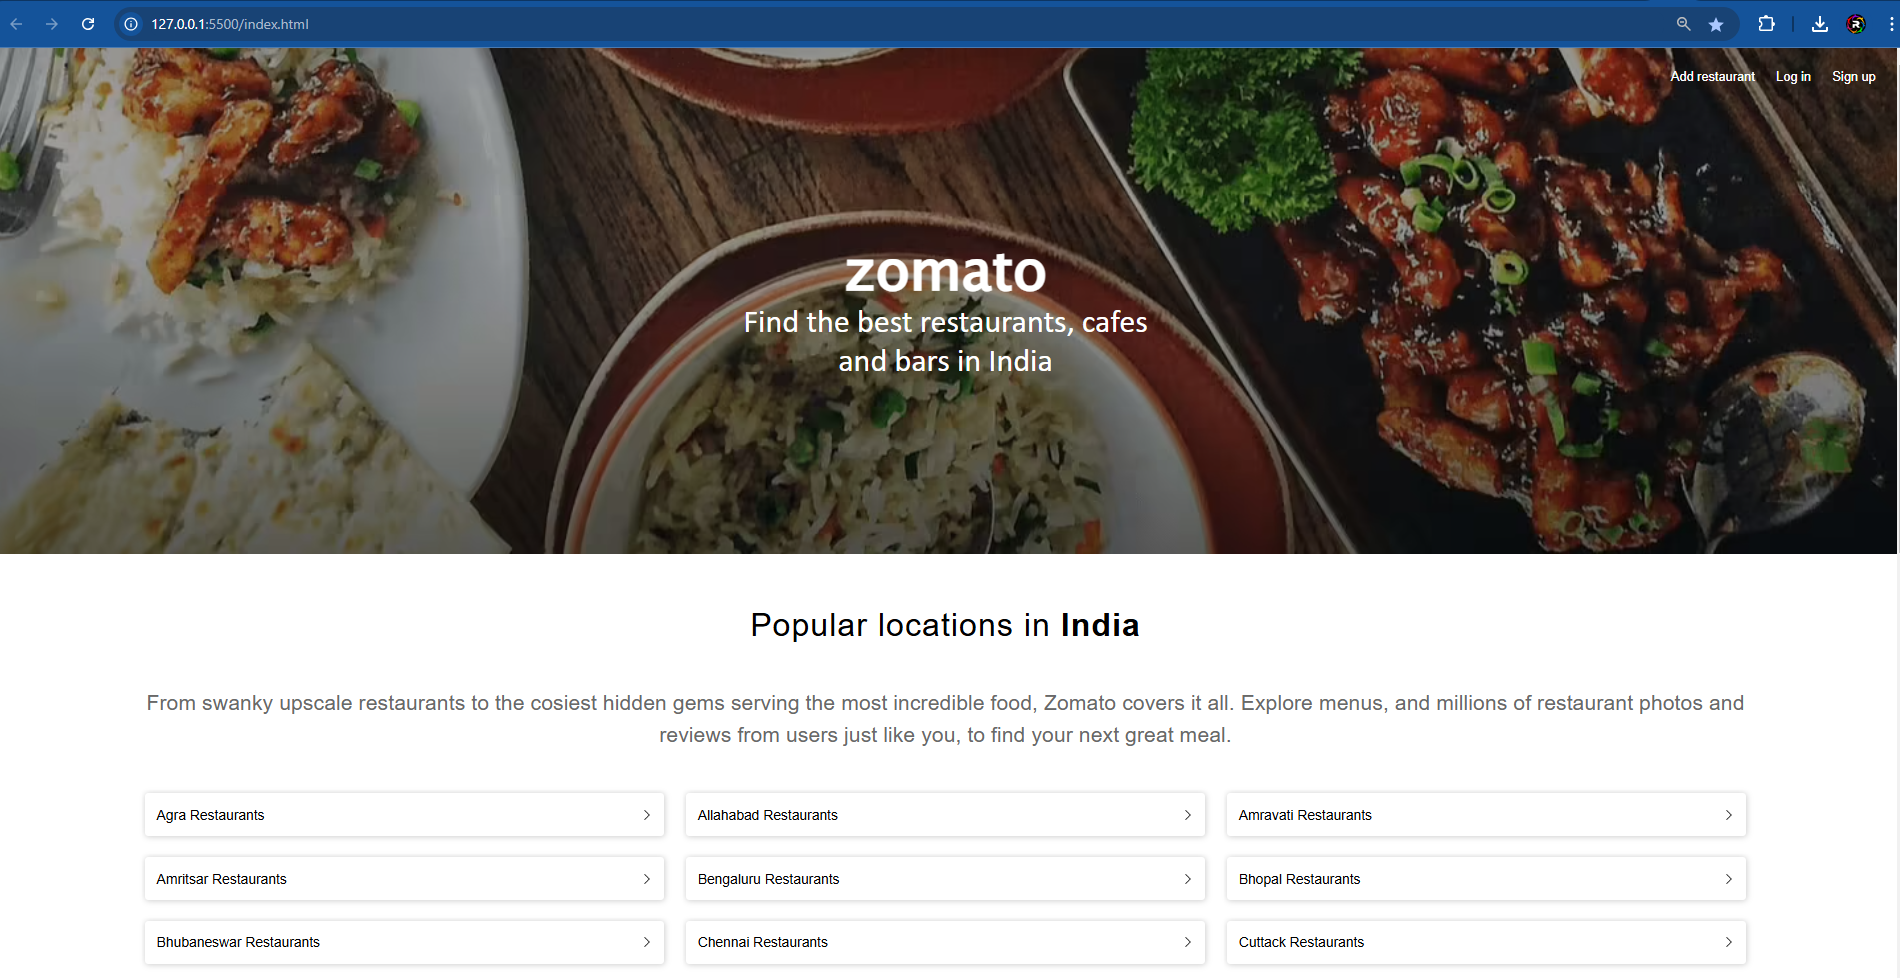 127.0.0.1:5500/index.html
Add restaurant Log in Sign up
zomato
Find the best restaurants, cafes
and bars in India
Popular locations in India
From swanky upscale restaurants to the cosiest hidden gems serving the most incredible food, Zomato covers it all. Explore menus, and millions of restaurant photos and
reviews from users just like you, to find your next great meal.
Agra Restaurants Allahabad Restaurants Amravati Restaurants
Amritsar Restaurants Bengaluru Restaurants Bhopal Restaurants
Bhubaneswar Restaurants Chennai Restaurants Cuttack Restaurants